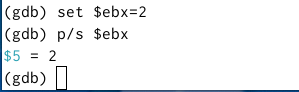 (gdb) set $ebx=2
(gdb) p/s $ebx
$5 = 2
(gdb)